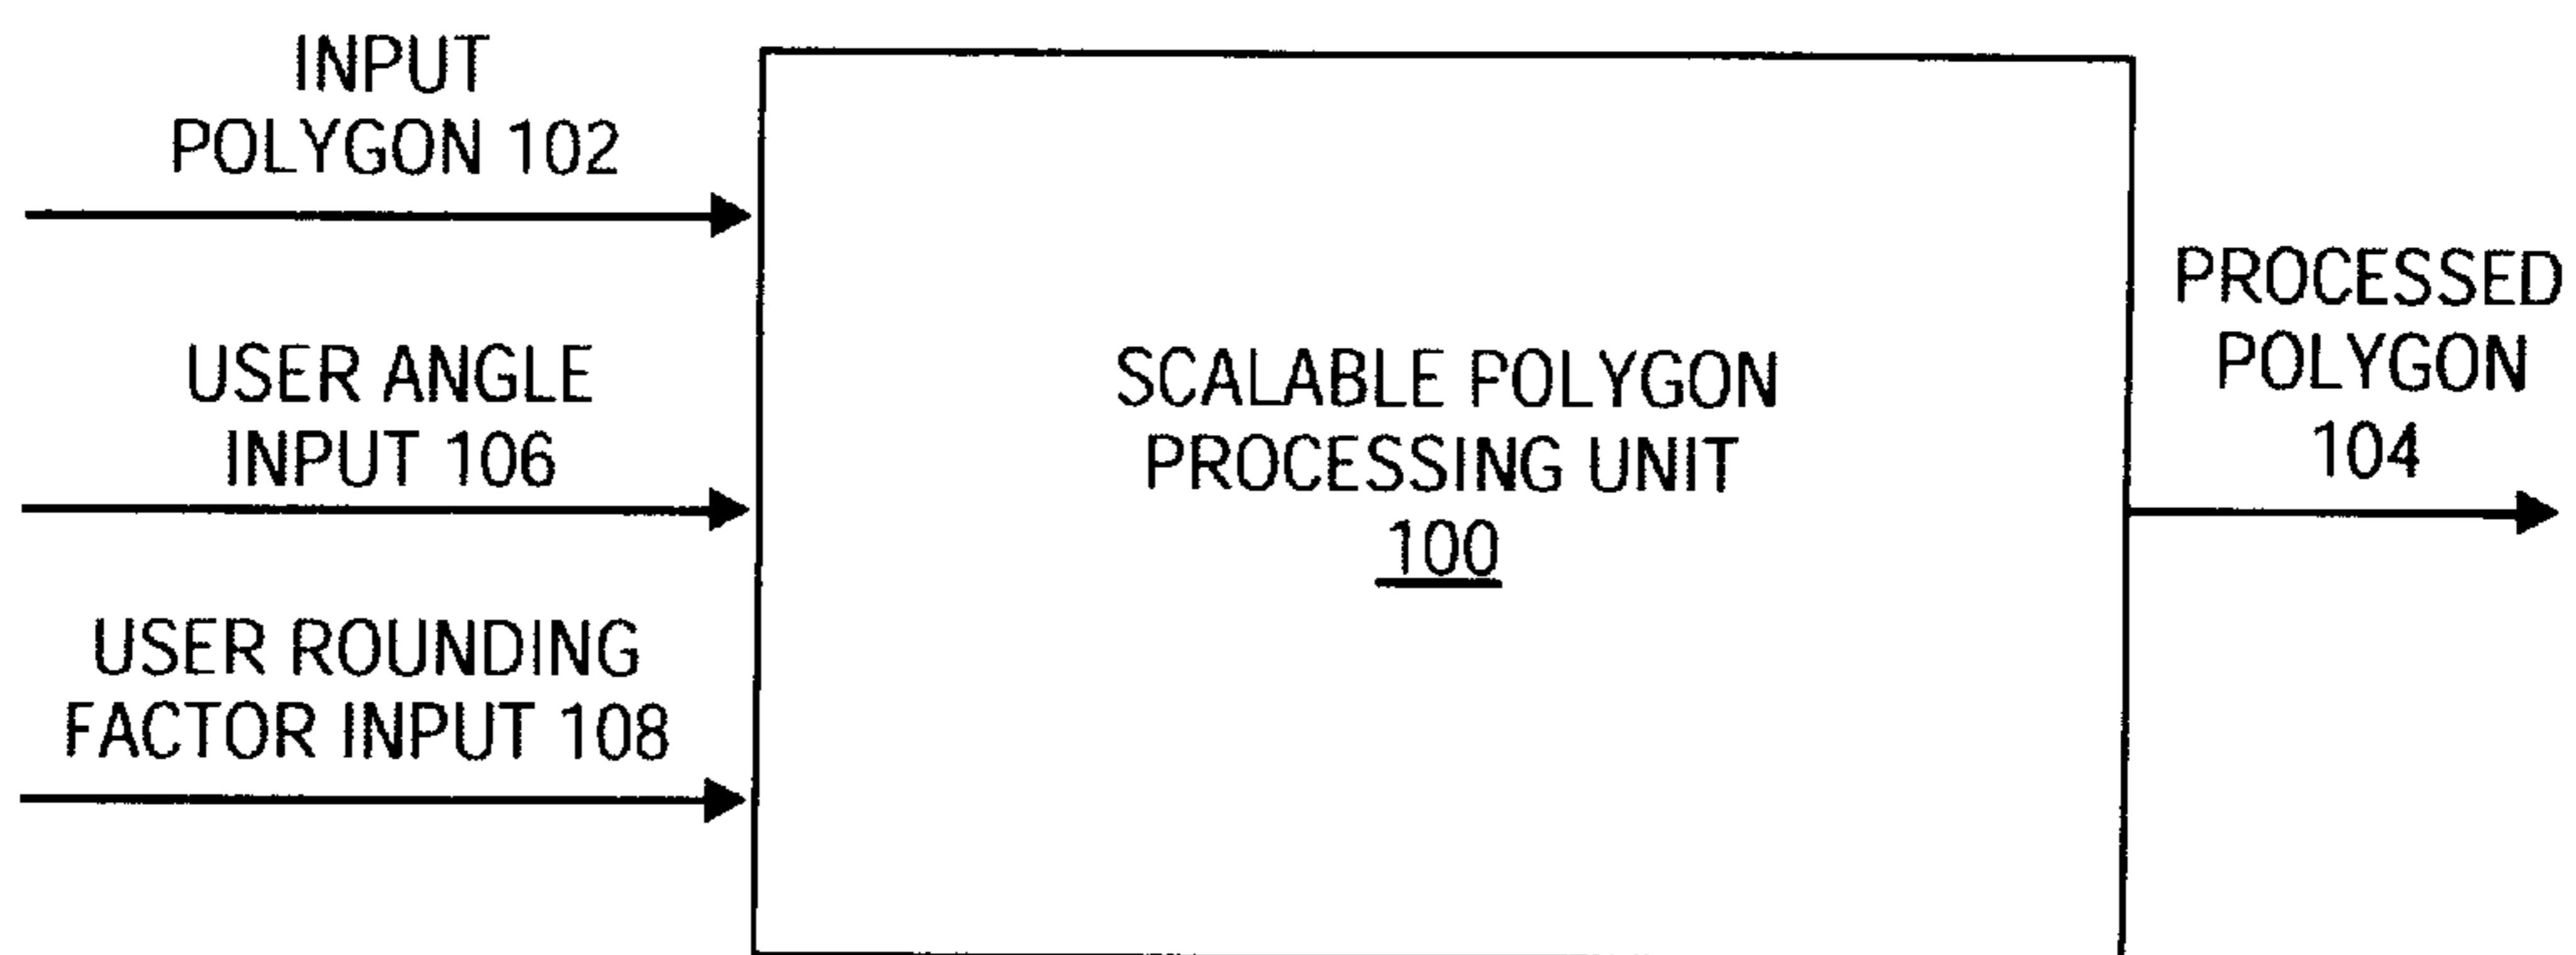 INPUT
POLYGON 102
USER ANGLE
INPUT 106
USER ROUNDING
FACTOR INPUT 108
SCALABLE POLYGON
PROCESSING UNIT
100
PROCESSED
POLYGON
104